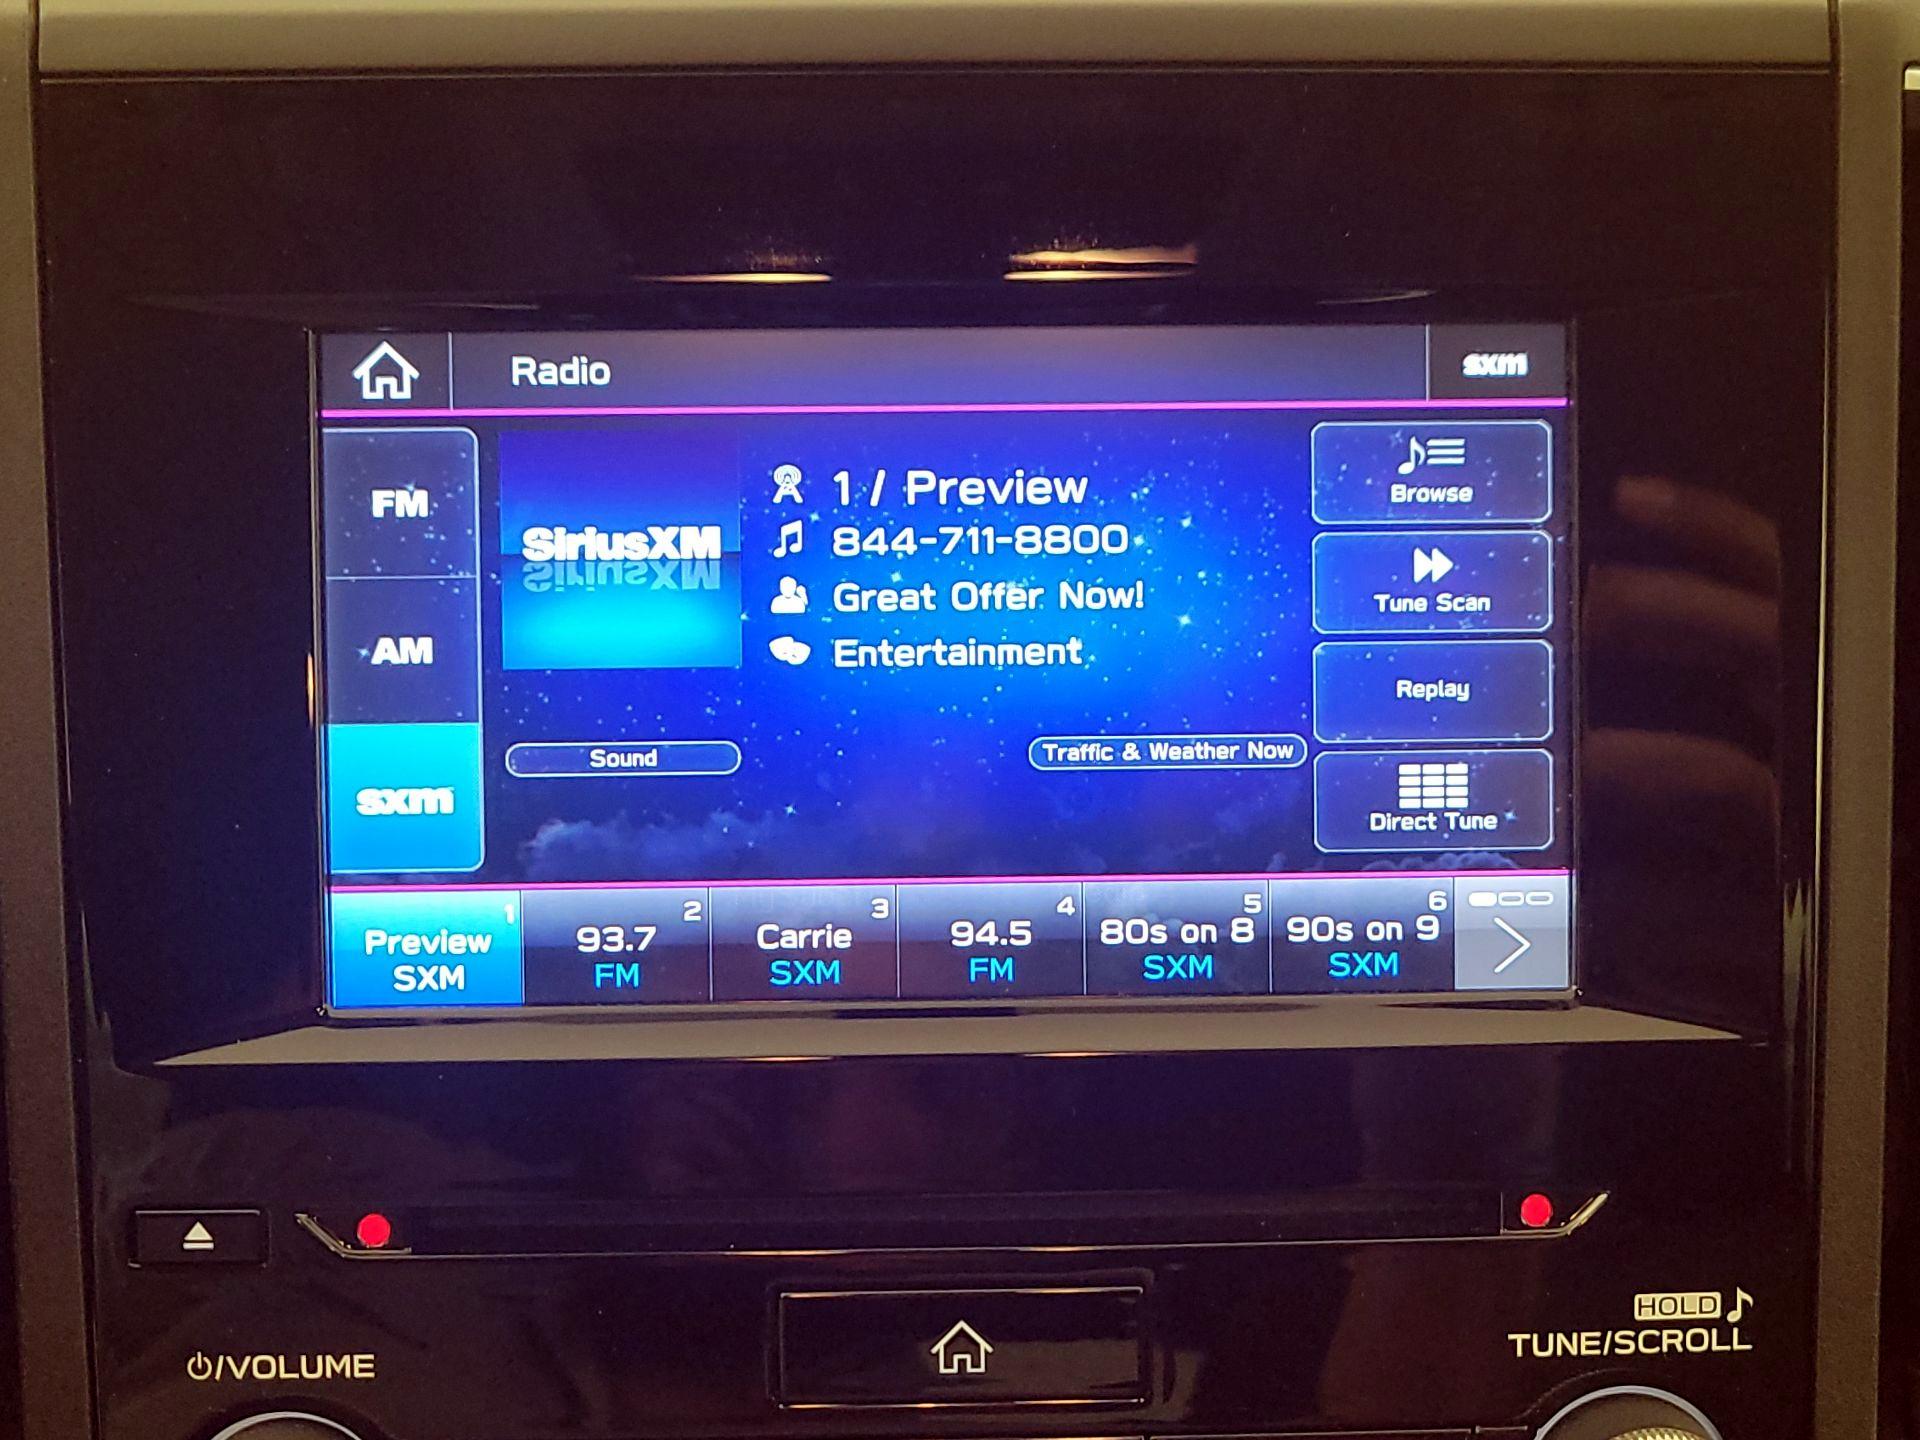 Radio
sxm
FM
AM
sxm
SiriusXM
1 / Preview
844-711-8800
Great Offer Now!
Entertainment
Sound
Traffic & Weather Now
Browse
Tune Scan
Replay
Direct Tune
1
Preview
SXM
2
93.7
FM
3
Carrie
SXM
4
94.5
FM
5
80s on 8
SXM
6
90s on 9
SXM
/VOLUME
HOLD
TUNE/SCROLL